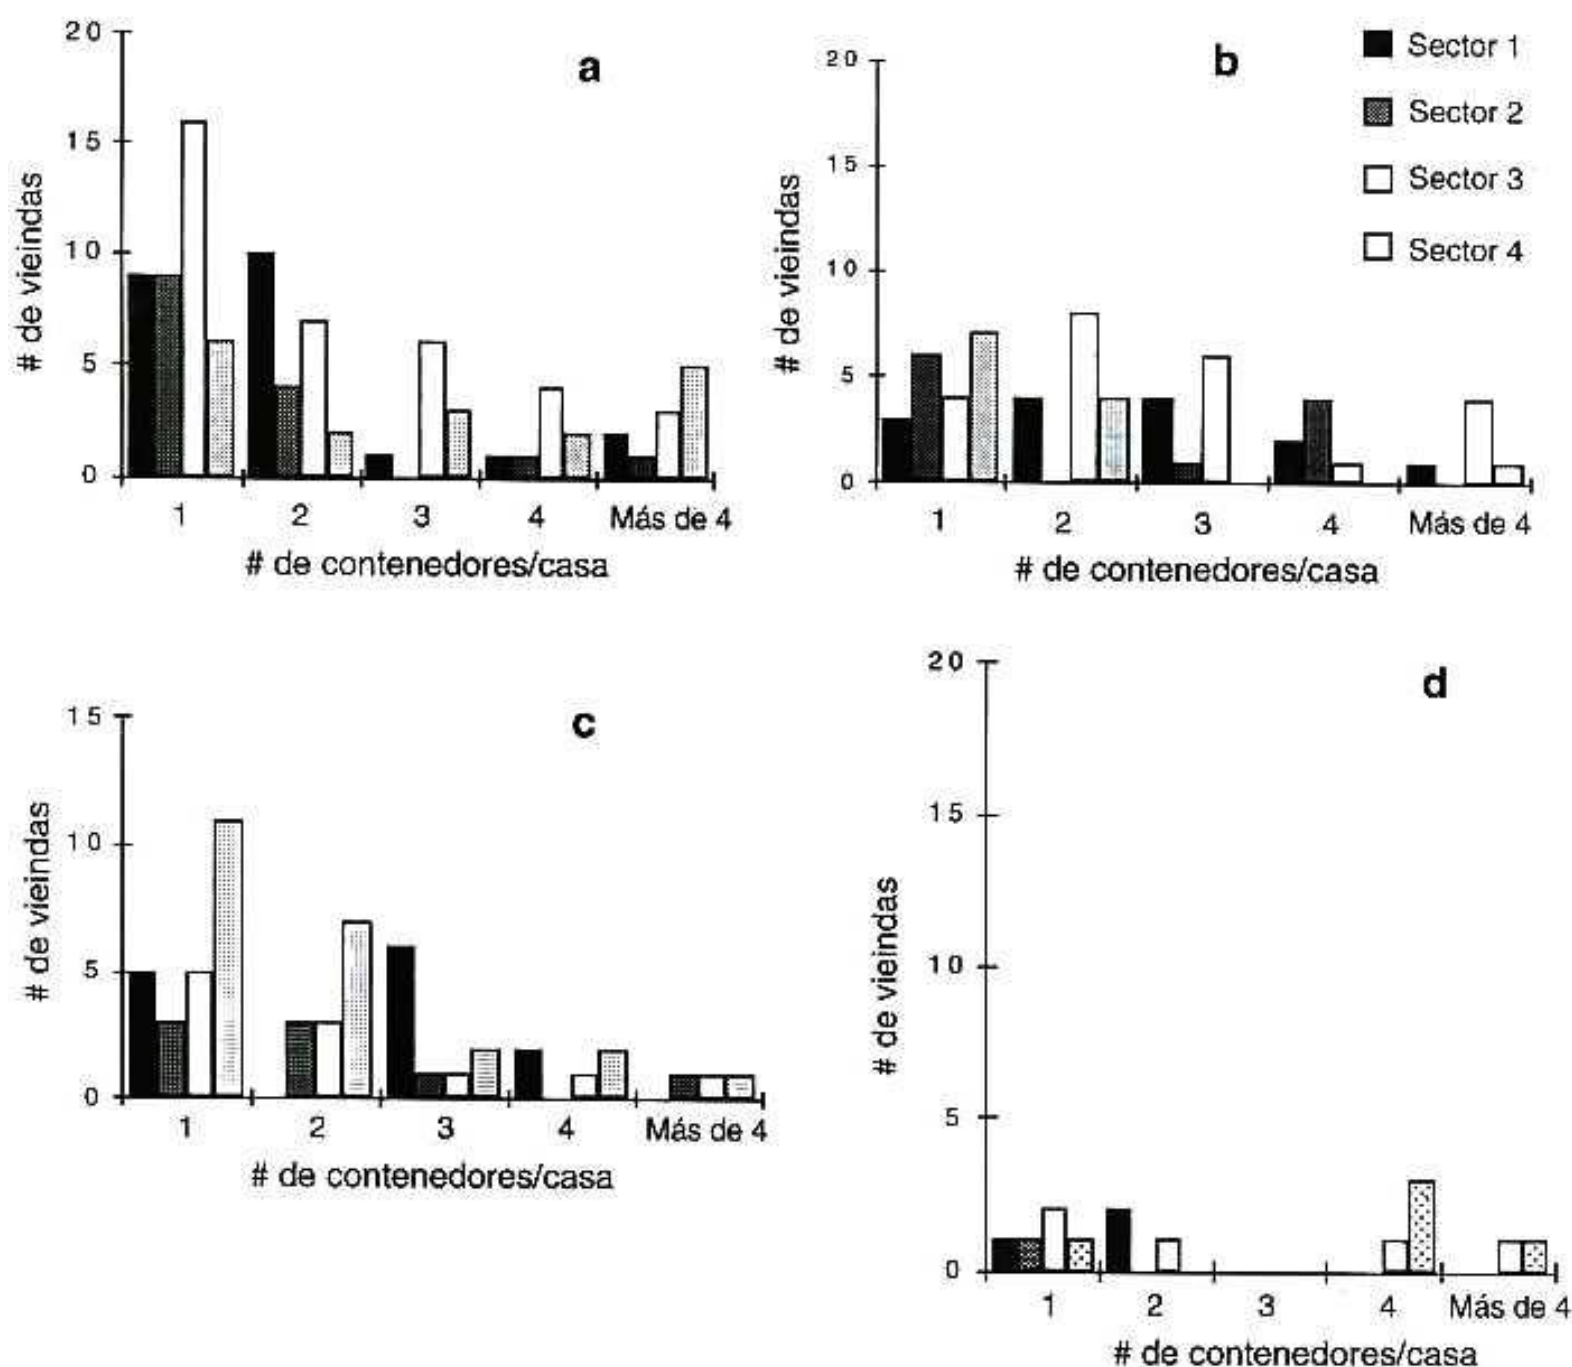 a
20
15
10
5
0
# de vieindas
1 2 3 4 Más de 4
# de contenedores/casa
b
20
15
10
5
0
# de vieindas
1 2 3 4 Más de 4
# de contenedores/casa
Sector 1
Sector 2
Sector 3
Sector 4
c
15
10
5
0
# de vieindas
1 2 3 4 Más de 4
# de contenedores/casa
d
20
15
10
5
0
# de vieindas
1 2 3 4 Más de 4
# de contenedores/casa